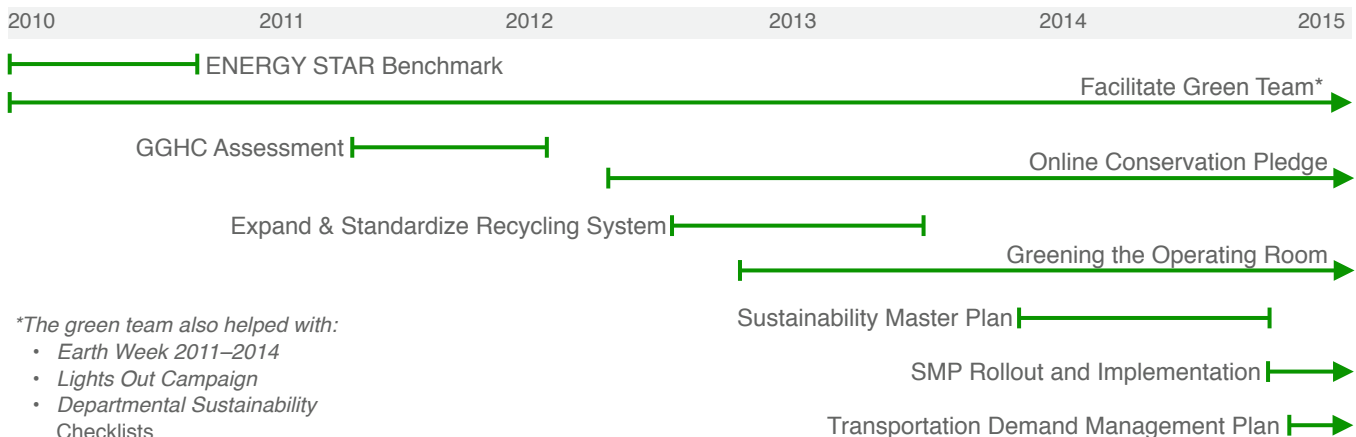 2010 2011 2012 2013 2014 2015
ENERGY STAR Benchmark
Facilitate Green Team*
GGHC Assessment
Online Conservation Pledge
Expand & Standardize Recycling System
Greening the Operating Room
Sustainability Master Plan
SMP Rollout and Implementation
Transportation Demand Management Plan
*The green team also helped with:
• Earth Week 2011–2014
• Lights Out Campaign
• Departmental Sustainability
Checklists